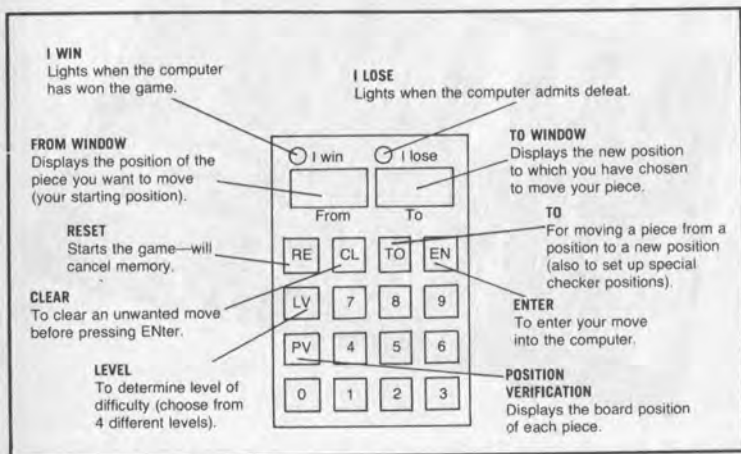 I WIN
Lights when the computer
has won the game.
I LOSE
Lights when the computer admits defeat.
FROM WINDOW
Displays the position of the
piece you want to move
(your starting position).
TO WINDOW
Displays the new position
to which you have chosen
to move your piece.
I win
I lose
From
To
RESET
Starts the game—will
cancel memory.
TO
For moving a piece from a
position to a new position
(also to set up special
checker positions).
CLEAR
To clear an unwanted move
before pressing ENter.
ENTER
To enter your move
into the computer.
LEVEL
To determine level of
difficulty (choose from
4 different levels).
POSITION
VERIFICATION
Displays the board position
of each piece.
RE CL TO EN
LV 7 8 9
PV 4 5 6
0 1 2 3